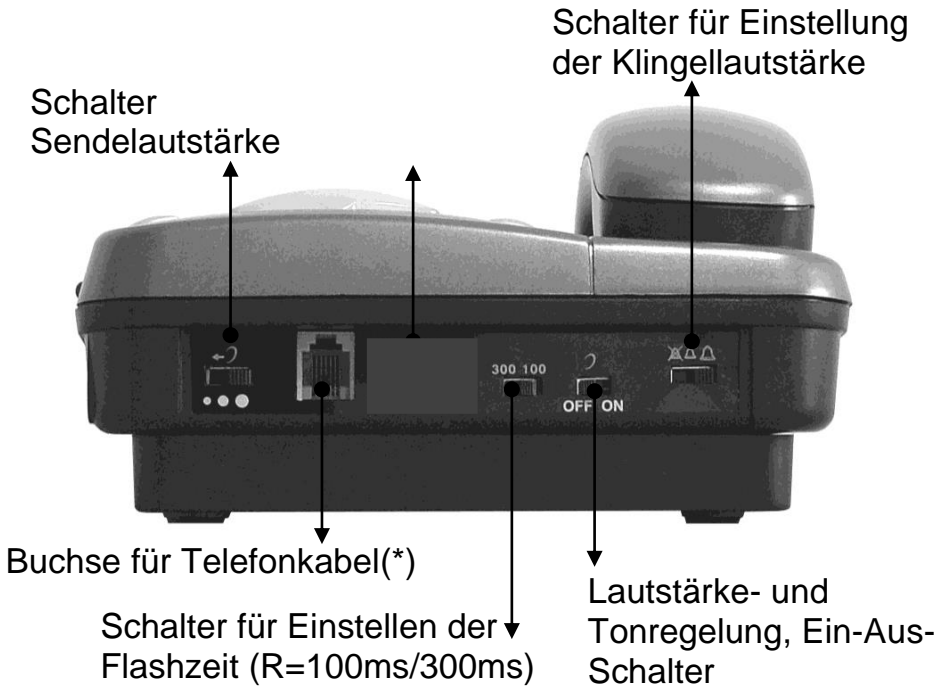 Schalter für Einstellung
der Klingellautstärke
Schalter
Sendelautstärke
300 100
OFF ON
Buchse für Telefonkabel(*)
Schalter für Einstellen der
Flashzeit (R=100ms/300ms)
Lautstärke- und
Tonregelung, Ein-Aus-
Schalter